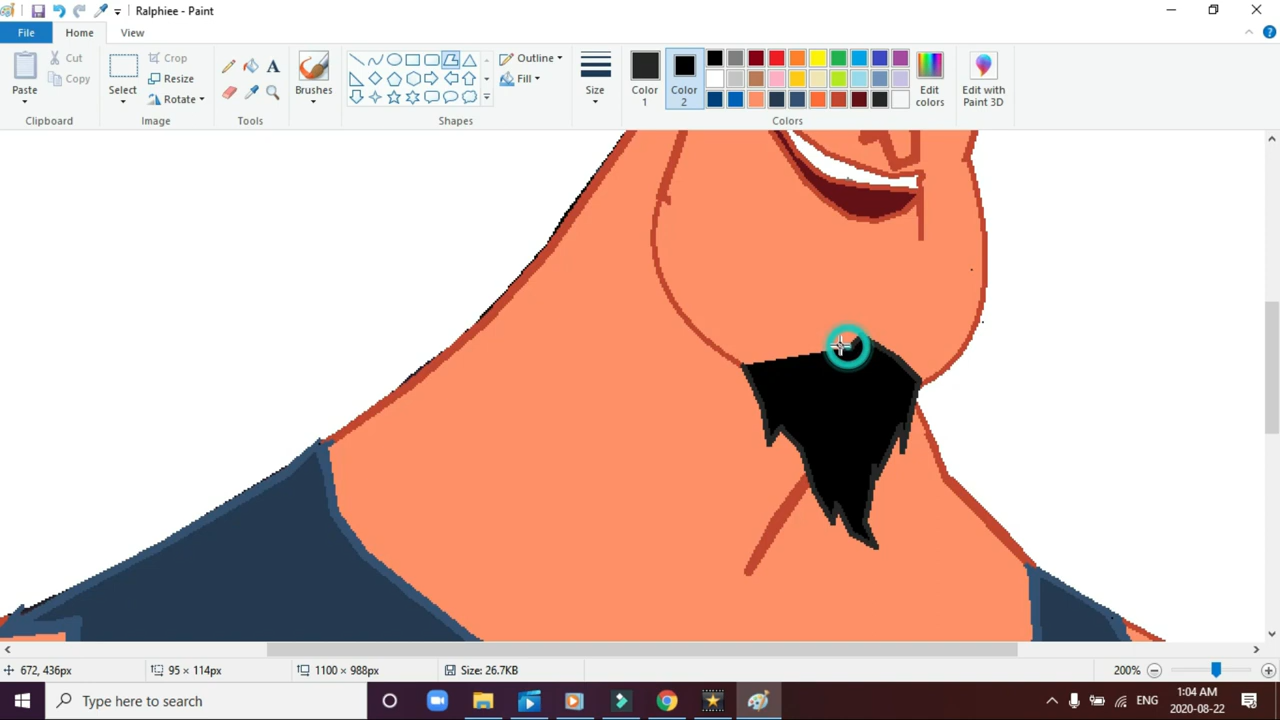 Ralphiee - Paint
File
Home
View
Paste
Cut
Copy
Clipboard
Select
Crop
Resize
Rotate
Image
A
Tools
Brushes
Shapes
Outline
Fill
Size
Color 1
Color 2
Colors
Edit colors
Edit with Paint 3D
672, 436px
95 × 114px
1100 × 988px
Size: 26.7KB
200%
Type here to search
ENG
1:04 AM
2020-08-22